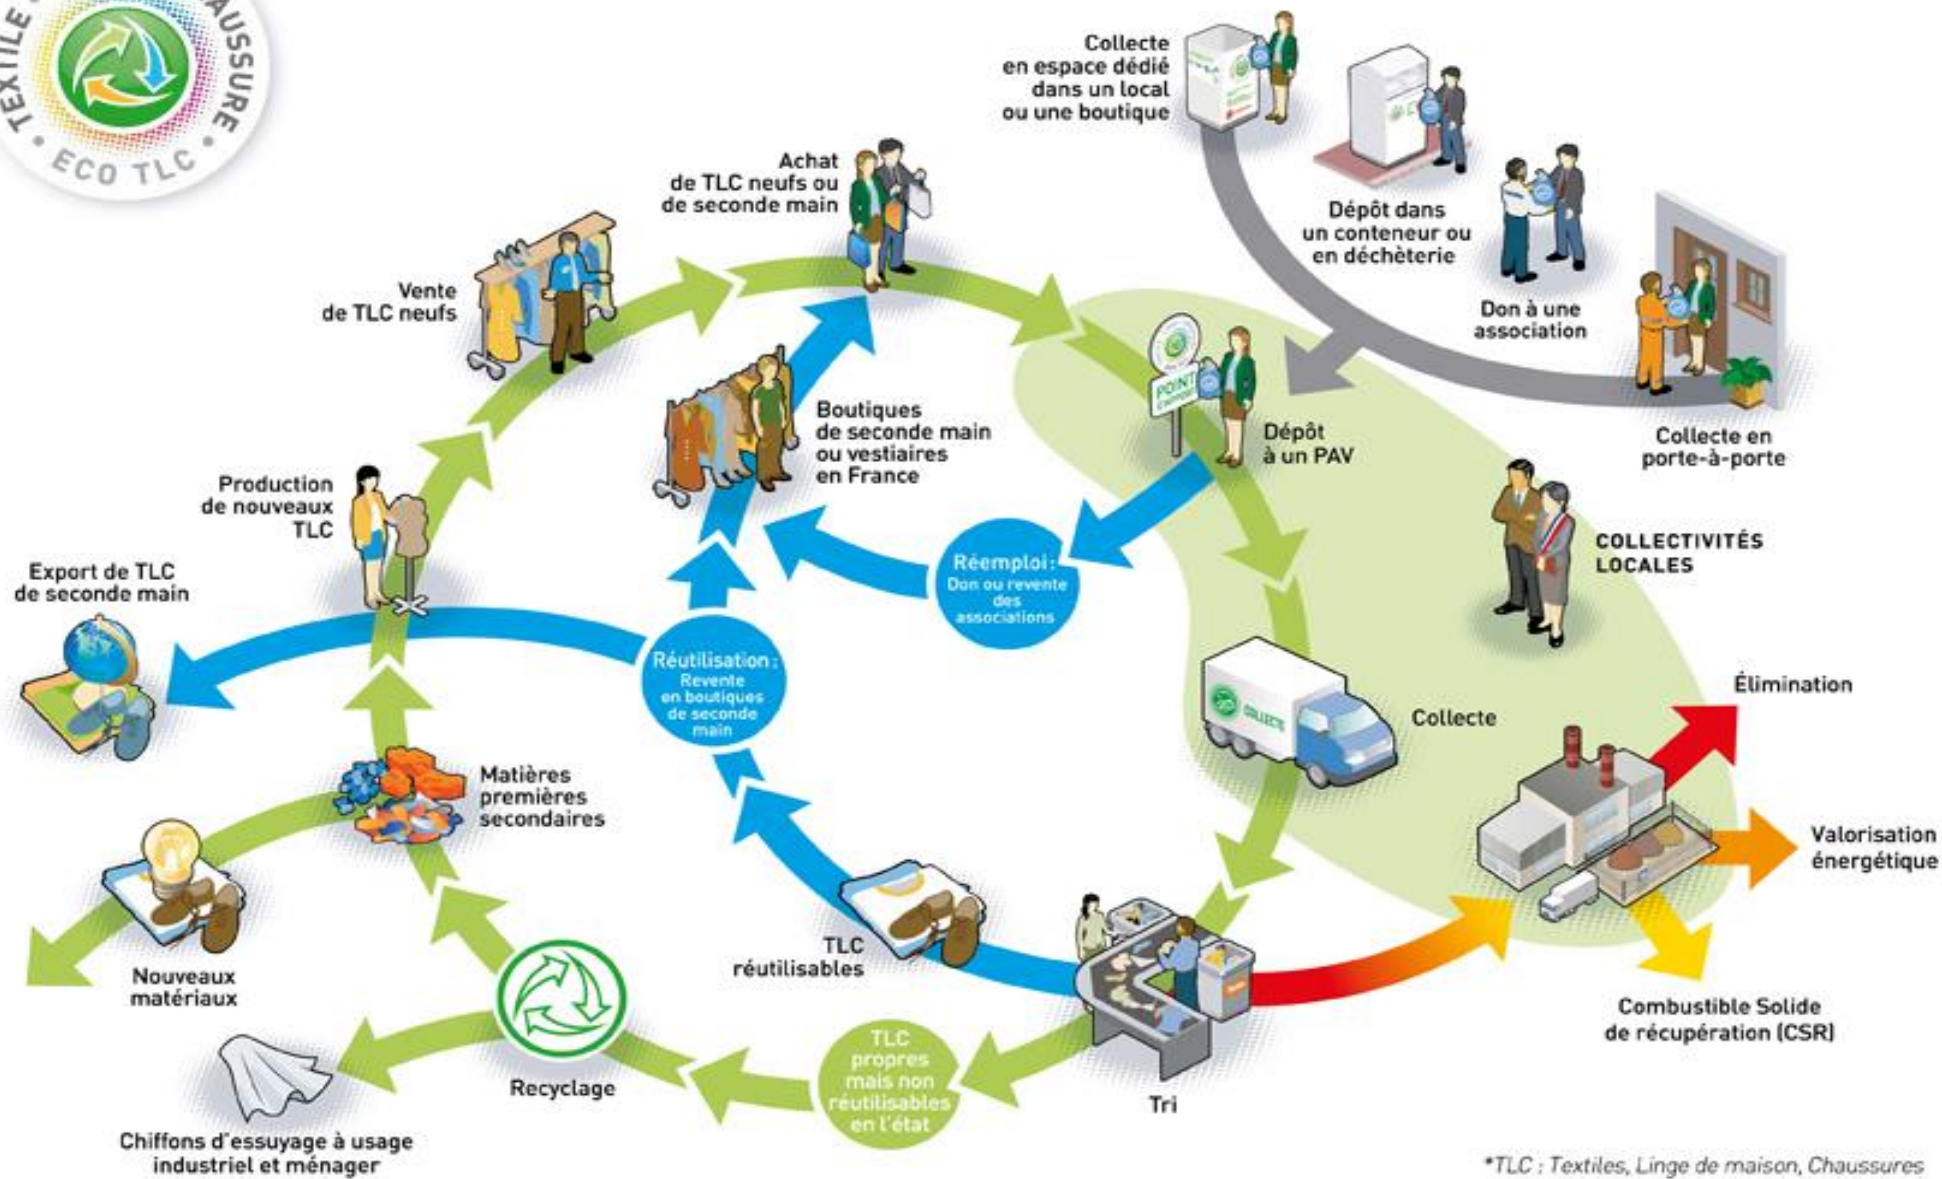 TEXTILE
AUSSURE
• ECO TLC •
Collecte
en espace dédié
dans un local
ou une boutique
Dépôt dans
un conteneur ou
en déchèterie
Don à une
association
Collecte en
porte-à-porte
Achat
de TLC neufs ou
de seconde main
Vente
de TLC neufs
Boutiques
de seconde main
ou vestiaires
en France
POINT
Dépôt
à un PAV
Production
de nouveaux
TLC
COLLECTIVITÉS
LOCALES
Export de TLC
de seconde main
Réemploi :
Don ou revente
des
associations
Réutilisation :
Revente
en boutiques
de seconde
main
COLLECTE
Collecte
Élimination
Matières
premières
secondaires
Valorisation
énergétique
TLC
réutilisables
Nouveaux
matériaux
Combustible Solide
de récupération (CSR)
TLC
propres
mais non
réutilisables
en l'état
Recyclage
Tri
Chiffons d'essuyage à usage
industriel et ménager
*TLC : Textiles, Linge de maison, Chaussures